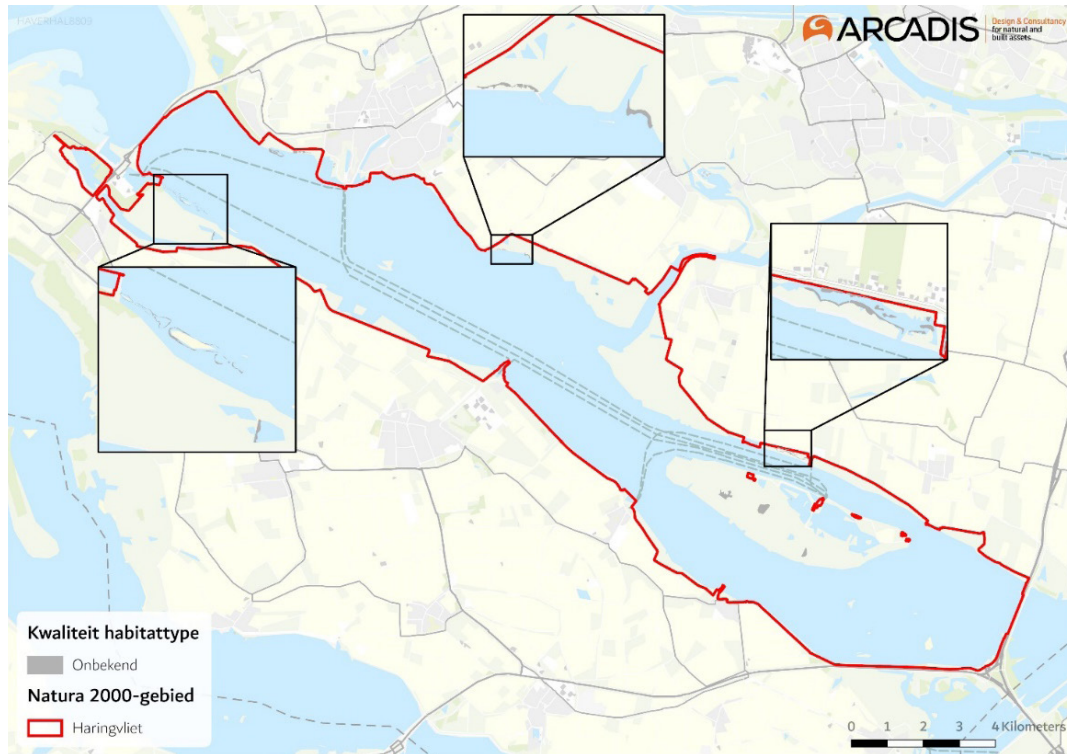 HAVERHALS809
ARCADIS
Design & Consultancy
for natural and
built assets
Kwaliteit habitattype
Onbekend
Natura 2000-gebied
Haringvliet
0 1 2 3 4 Kilometers